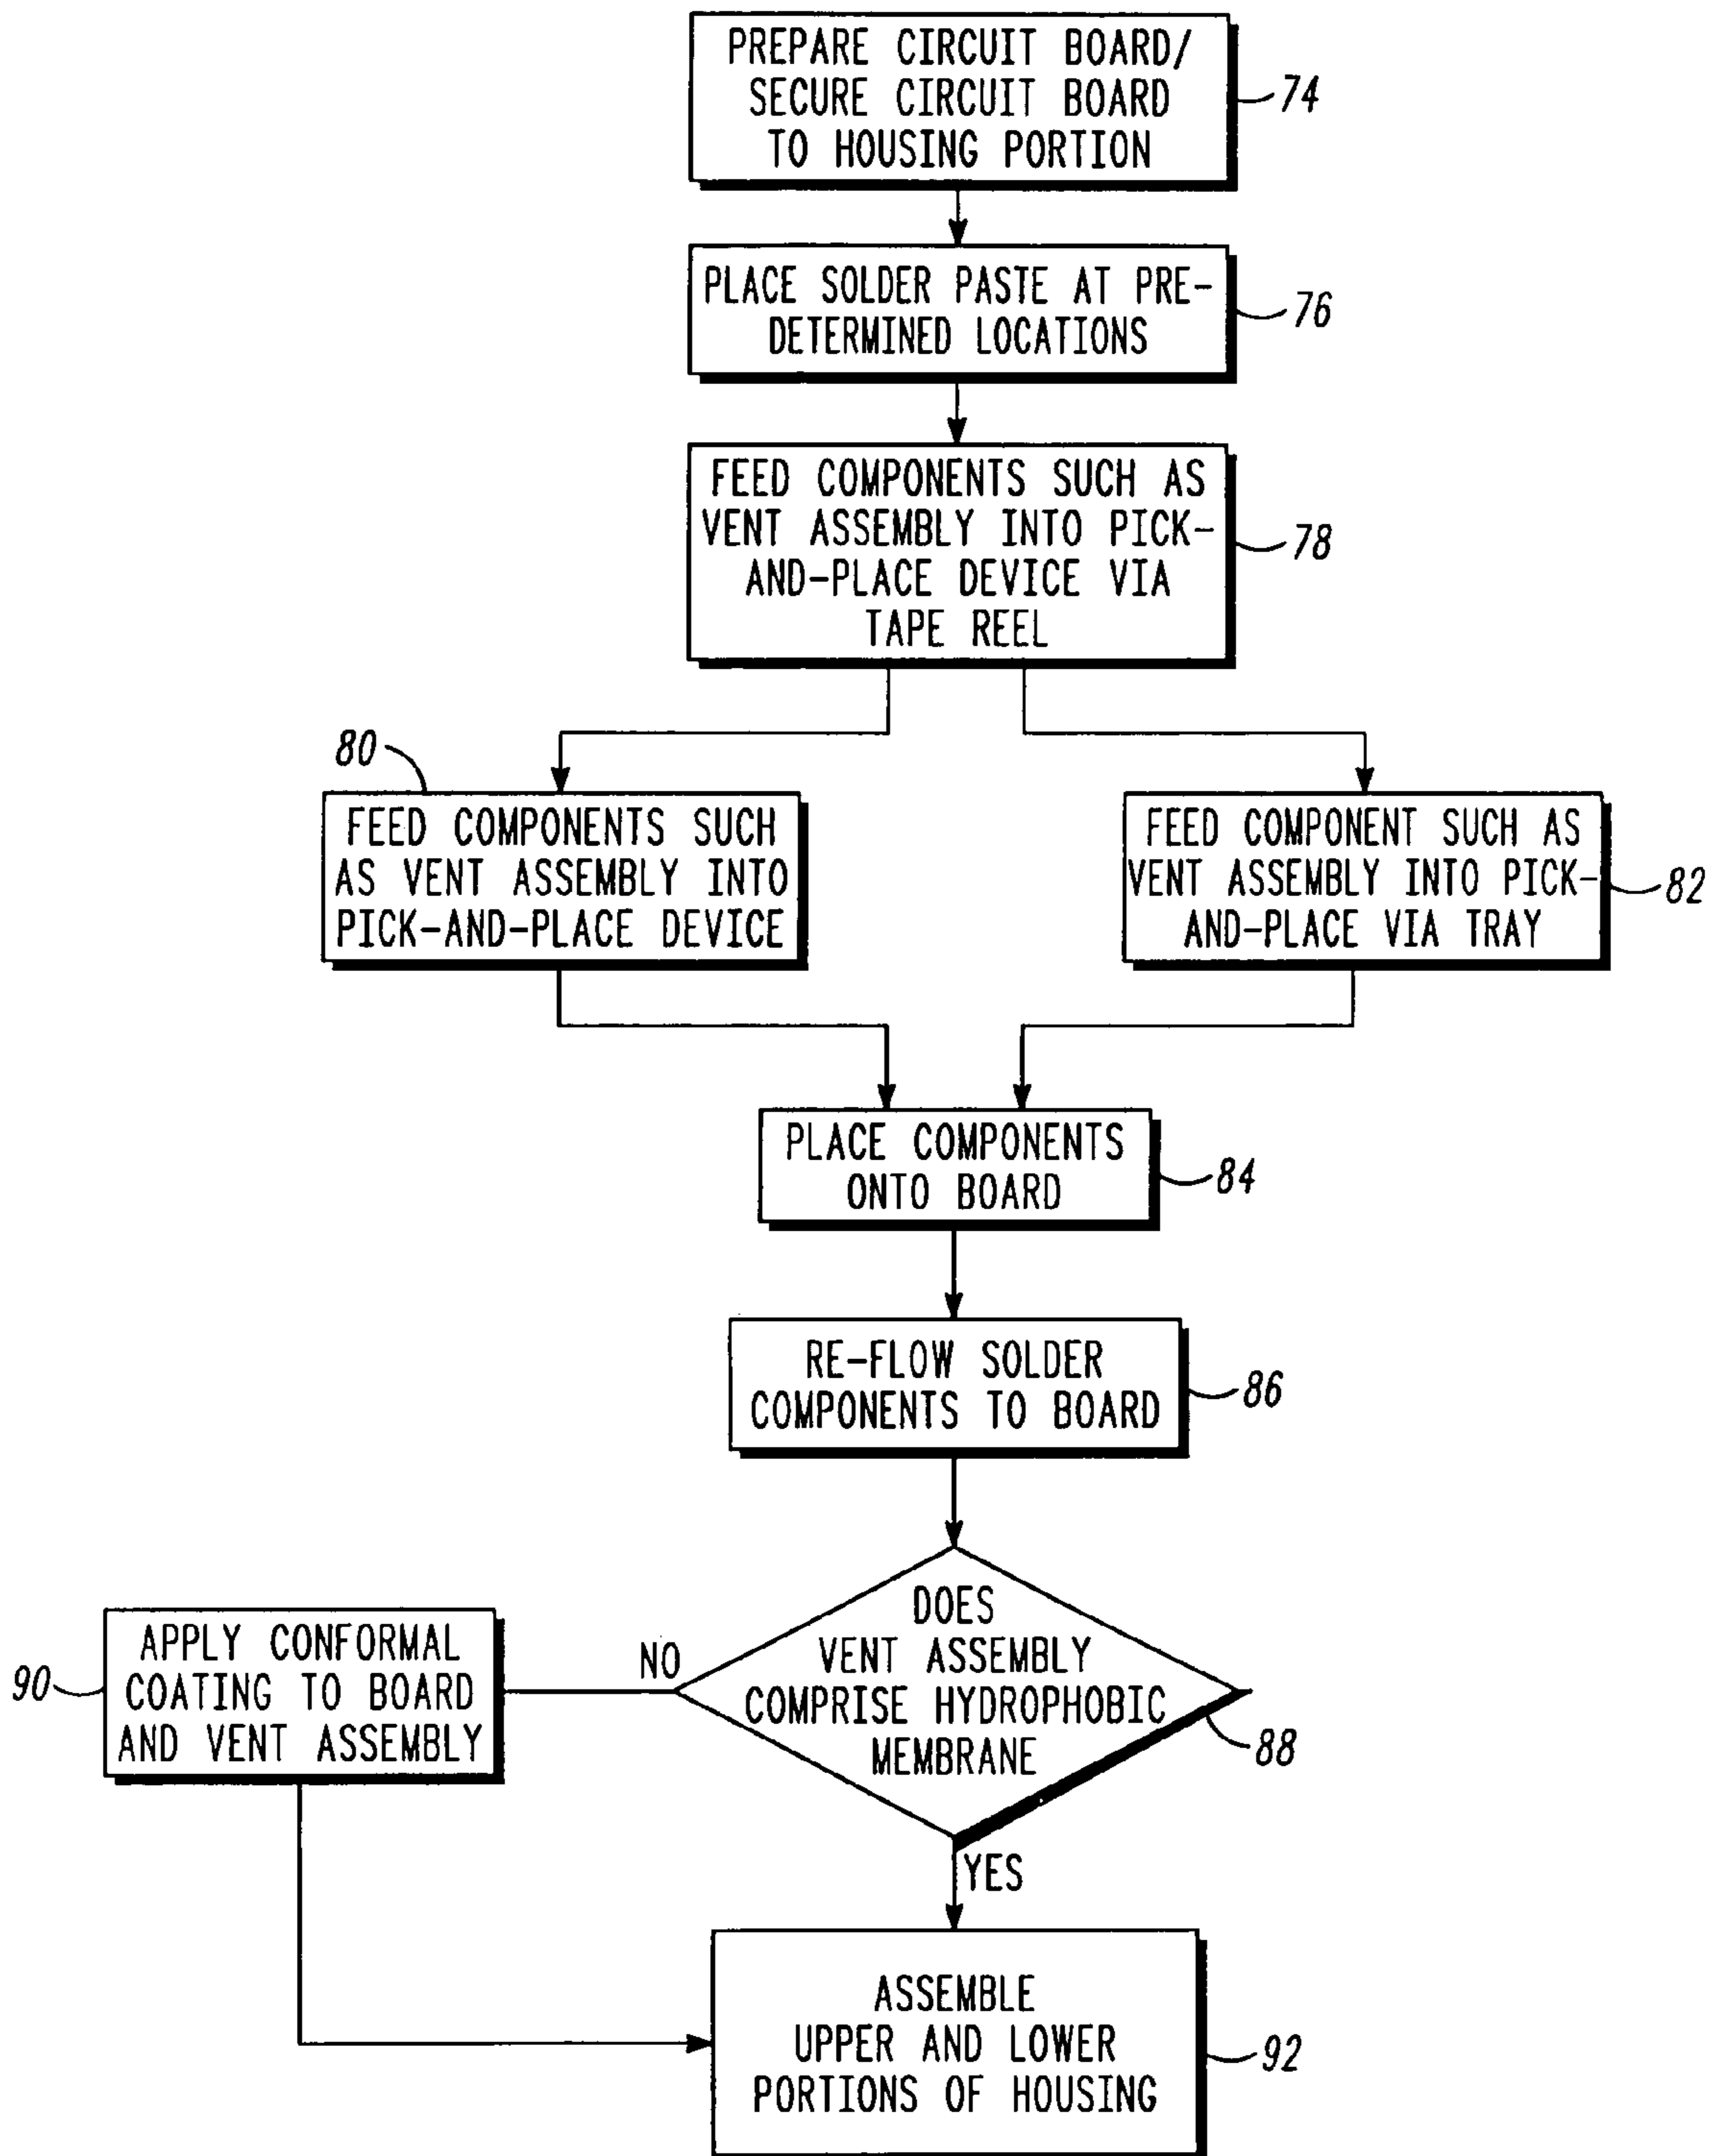 PREPARE CIRCUIT BOARD/
SECURE CIRCUIT BOARD
TO HOUSING PORTION
74
PLACE SOLDER PASTE AT PRE-
DETERMINED LOCATIONS
76
FEED COMPONENTS SUCH AS
VENT ASSEMBLY INTO PICK-
AND-PLACE DEVICE VIA
TAPE REEL
78
80
FEED COMPONENTS SUCH
AS VENT ASSEMBLY INTO
PICK-AND-PLACE DEVICE
FEED COMPONENT SUCH AS
VENT ASSEMBLY INTO PICK-
AND-PLACE VIA TRAY
82
PLACE COMPONENTS
ONTO BOARD
84
RE-FLOW SOLDER
COMPONENTS TO BOARD
86
DOES
VENT ASSEMBLY
COMPRISE HYDROPHOBIC
MEMBRANE
88
NO
APPLY CONFORMAL
COATING TO BOARD
AND VENT ASSEMBLY
90
YES
ASSEMBLE
UPPER AND LOWER
PORTIONS OF HOUSING
92